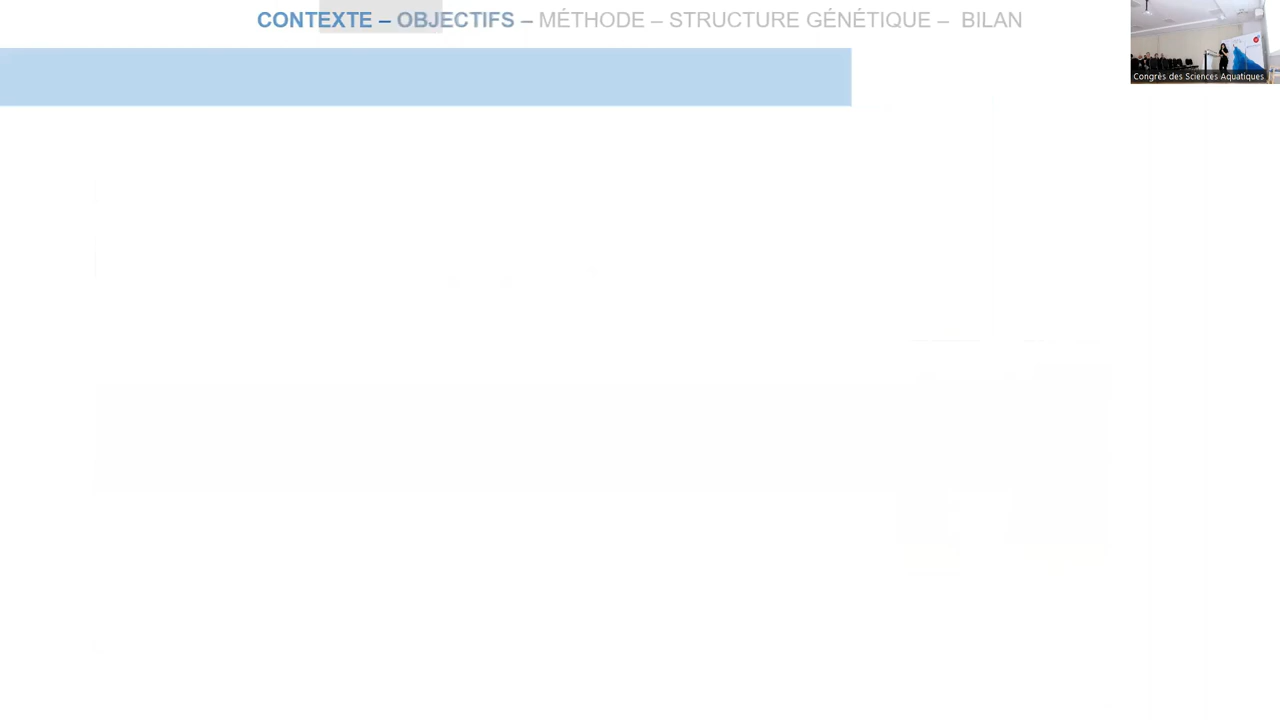 CONTEXTE – OBJECTIFS – MÉTHODE – STRUCTURE GÉNÉTIQUE – BILAN
Congrès des Sciences Aquatiques